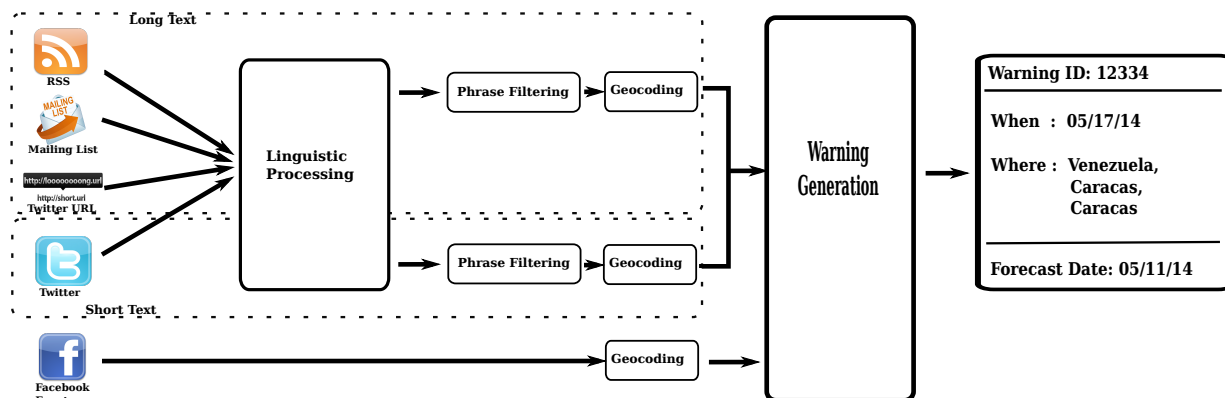 Long Text
RSS
MAILING
LIST
Mailing List
http://looooooooong.url
http://short.url
Twitter URL
Twitter
Short Text
Facebook
Linguistic
Processing
Phrase Filtering
Geocoding
Phrase Filtering
Geocoding
Geocoding
Warning
Generation
Warning ID: 12334
When : 05/17/14
Where : Venezuela,
Caracas,
Caracas
Forecast Date: 05/11/14